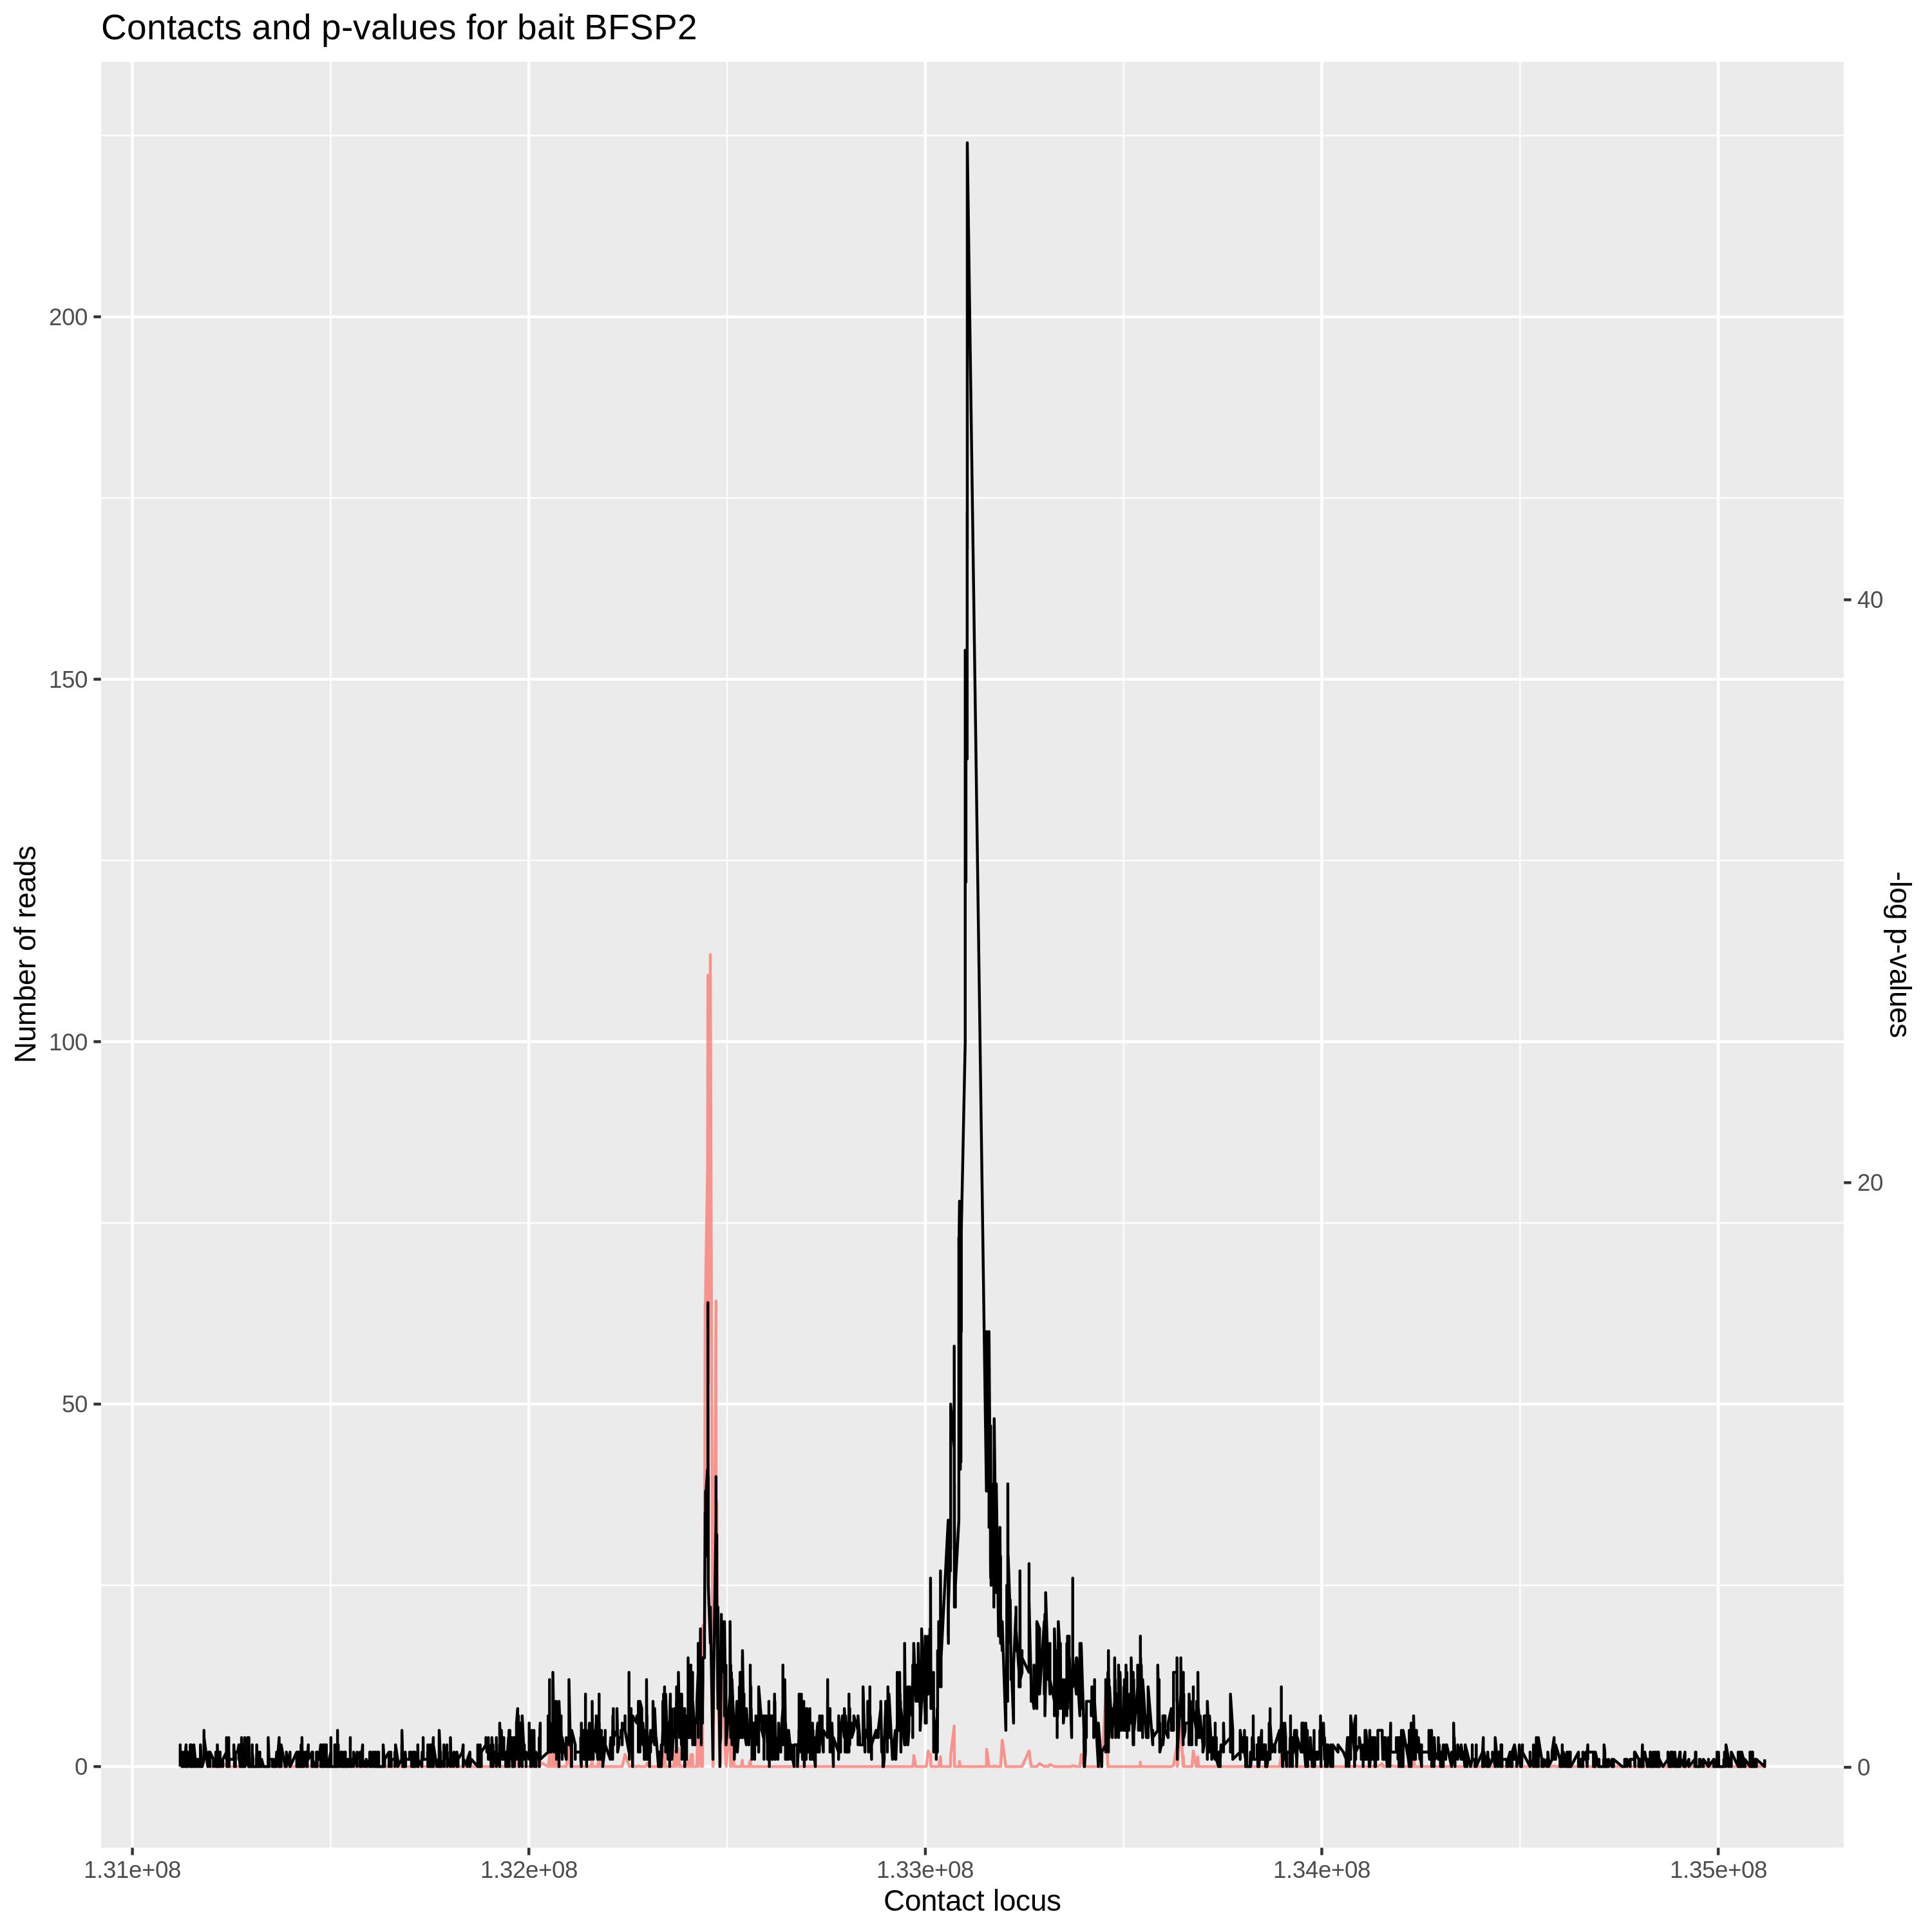 Contacts and p-values for bait BFSP2
200
150
100
50
0
Number of reads
40
20
0
-log p-values
1.31e+08 1.32e+08 1.33e+08 1.34e+08 1.35e+08
Contact locus